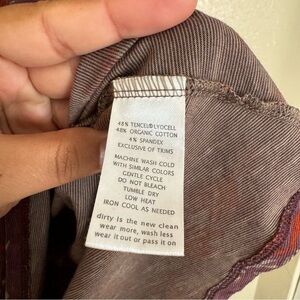 48% TENCEL® LYOCELL
48% ORGANIC COTTON
4% SPANDEX
EXCLUSIVE OF TRIMS
MACHINE WASH COLD
WITH SIMILAR COLORS
GENTLE CYCLE
DO NOT BLEACH
TUMBLE DRY
LOW HEAT
IRON COOL AS NEEDED
dirty is the new clean
wear more, wash less
wear it out or pass it on